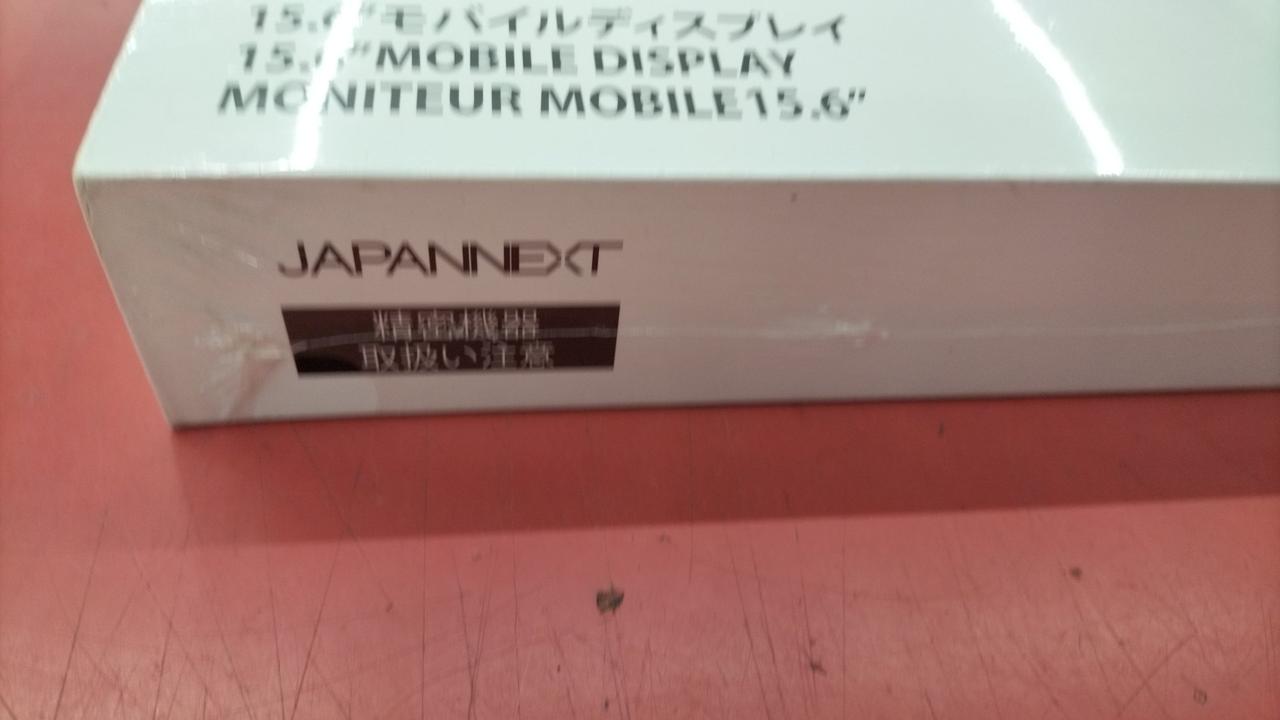 15.6"モバイルディスプレイ
15.6"MOBILE DISPLAY
MONITEUR MOBILE15.6"
JAPANNEXT
精密機器
取扱い注意